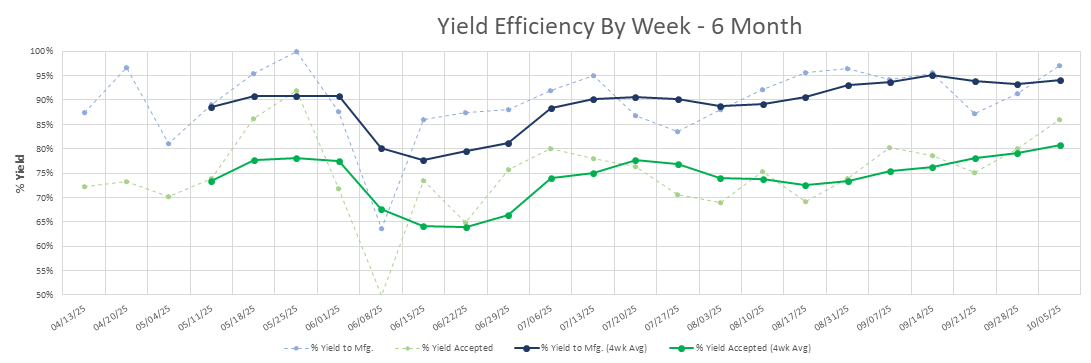 Yield Efficiency By Week - 6 Month
100%
95%
90%
85%
80%
75%
70%
65%
60%
55%
50%
% Yield
04/13/25 04/20/25 05/04/25 05/11/25 05/18/25 05/25/25 06/01/25 06/08/25 06/15/25 06/22/25 06/29/25 07/06/25 07/13/25 07/20/25 07/27/25 08/03/25 08/10/25 08/17/25 08/31/25 09/07/25 09/14/25 09/21/25 09/28/25 10/05/25
% Yield to Mfg. % Yield Accepted % Yield to Mfg. (4wk Avg) % Yield Accepted (4wk Avg)